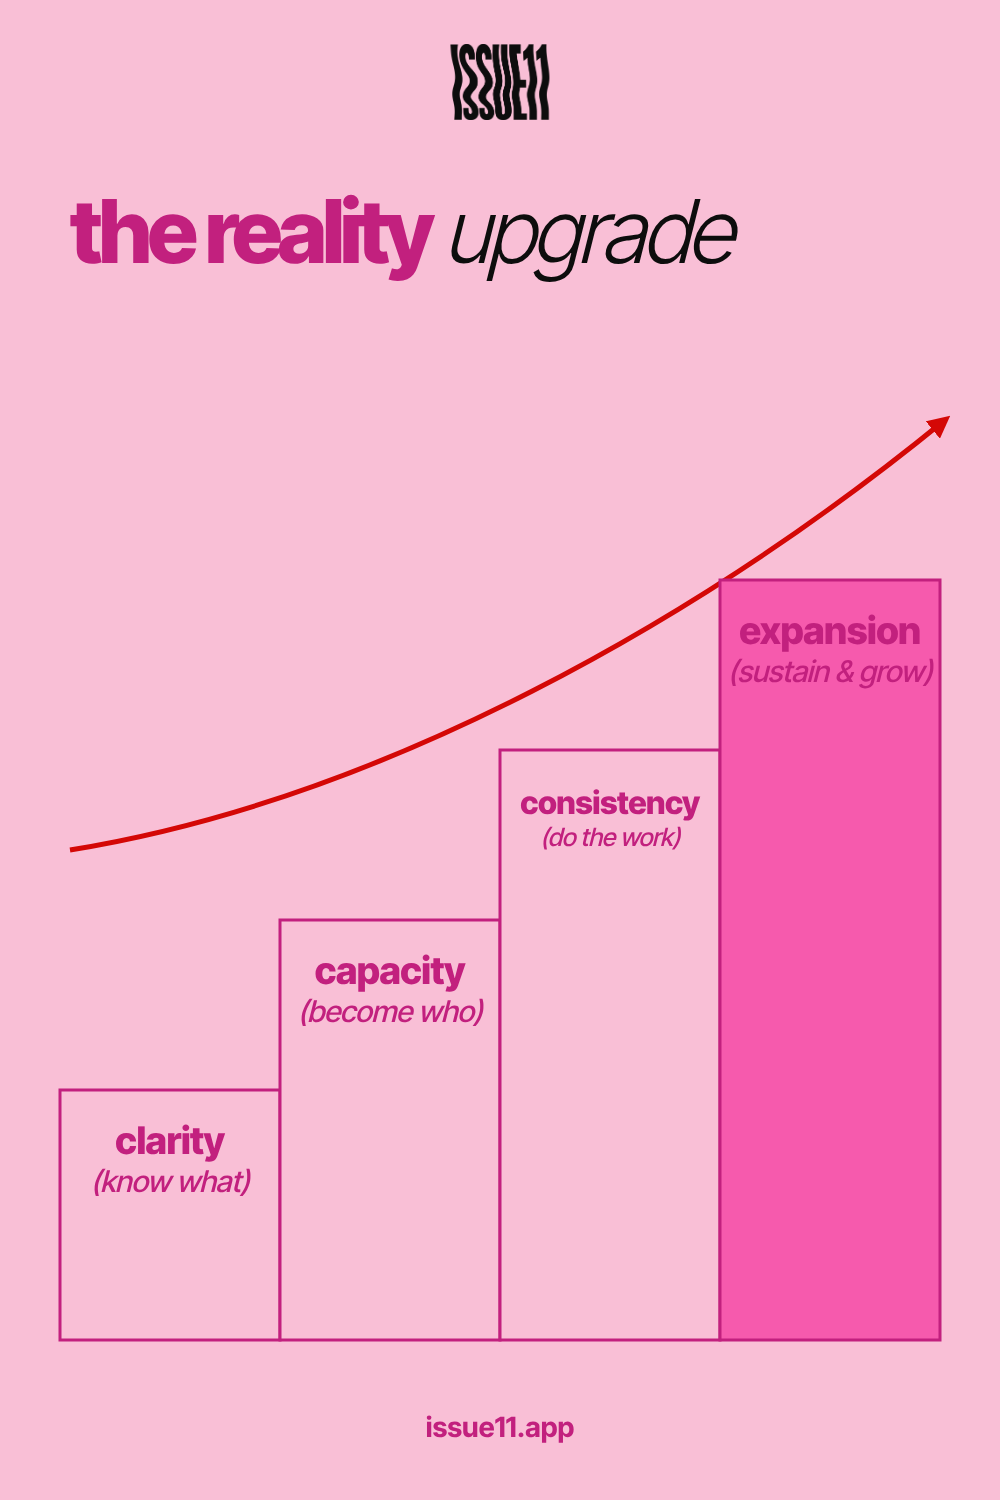 ISSUE11
the reality upgrade
expansion
(sustain & grow)
consistency
(do the work)
capacity
(become who)
clarity
(know what)
issue11.app